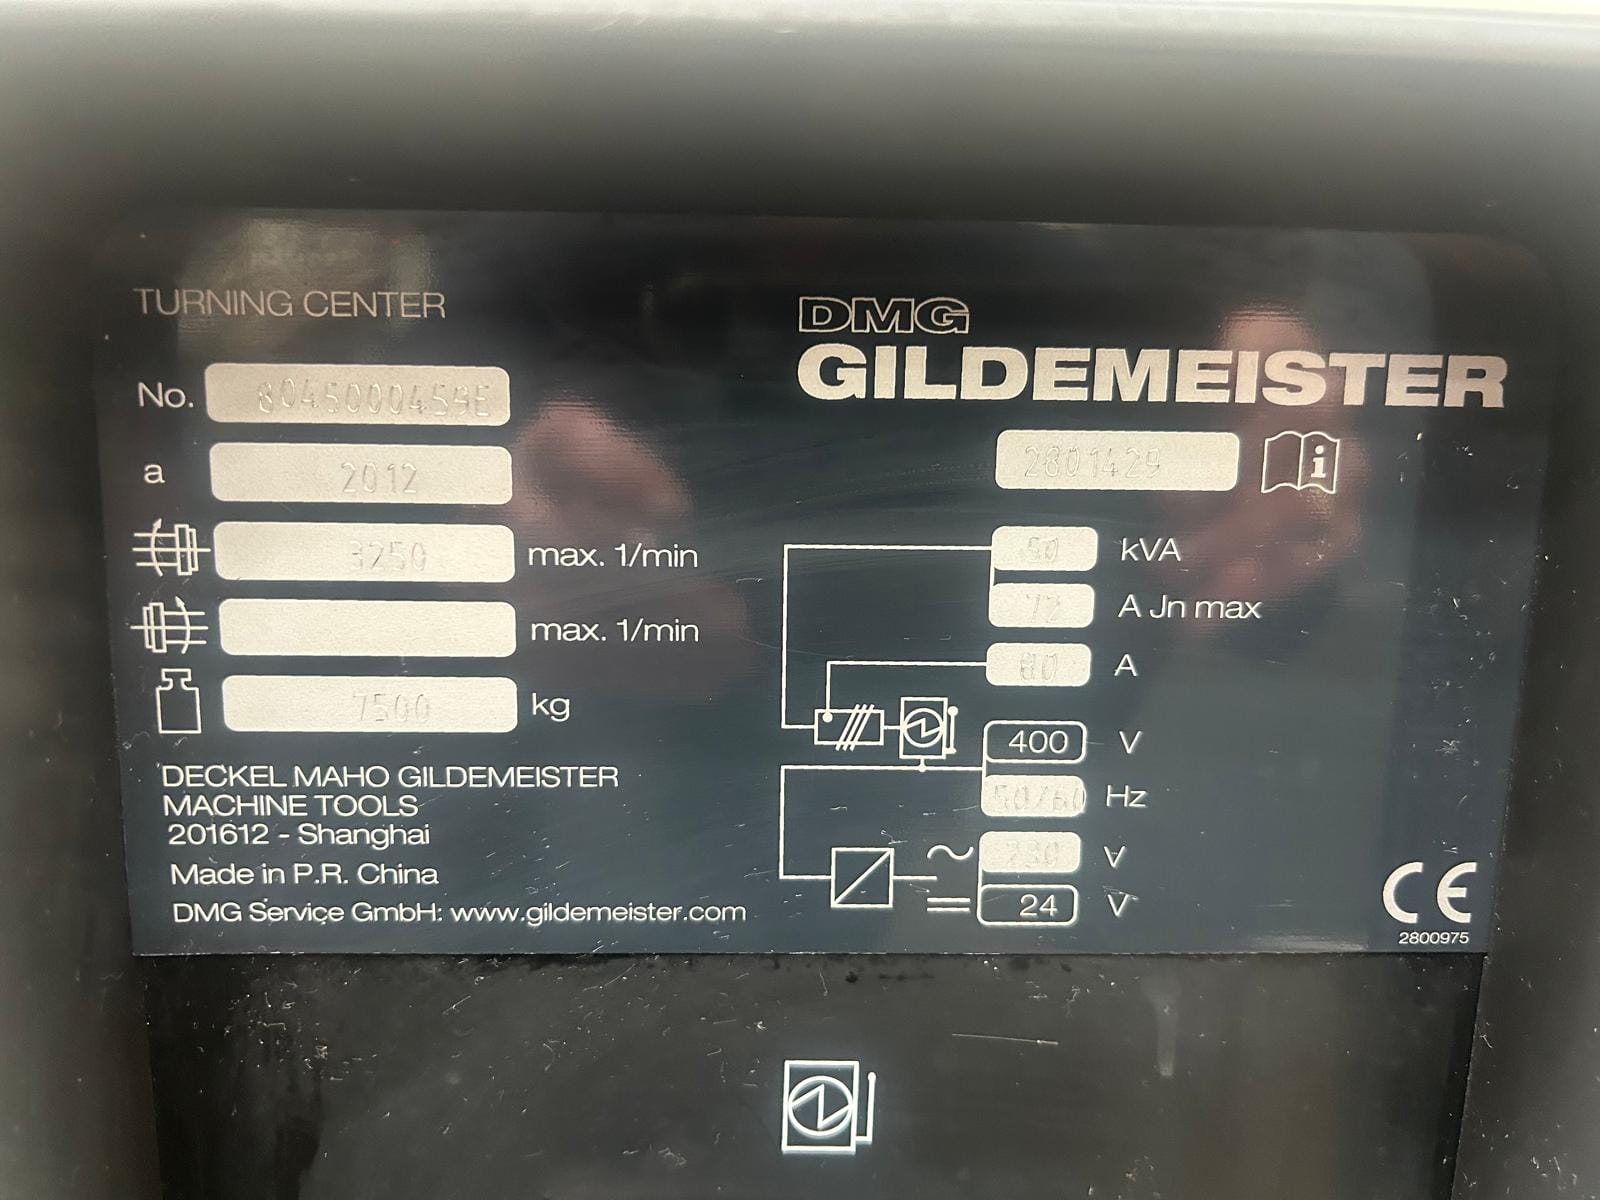 TURNING CENTER
No. 8045000459E
a 2012
3250 max. 1/min
max. 1/min
7500 kg
DECKEL MAHO GILDEMEISTER
MACHINE TOOLS
201612 - Shanghai
Made in P.R. China
DMG Service GmbH: www.gildemeister.com
DMG
GILDEMEISTER
2801429 i
50 kVA
72 A Jn max
80 A
400 V
50/60 Hz
230 V
24 V
CE
2800975